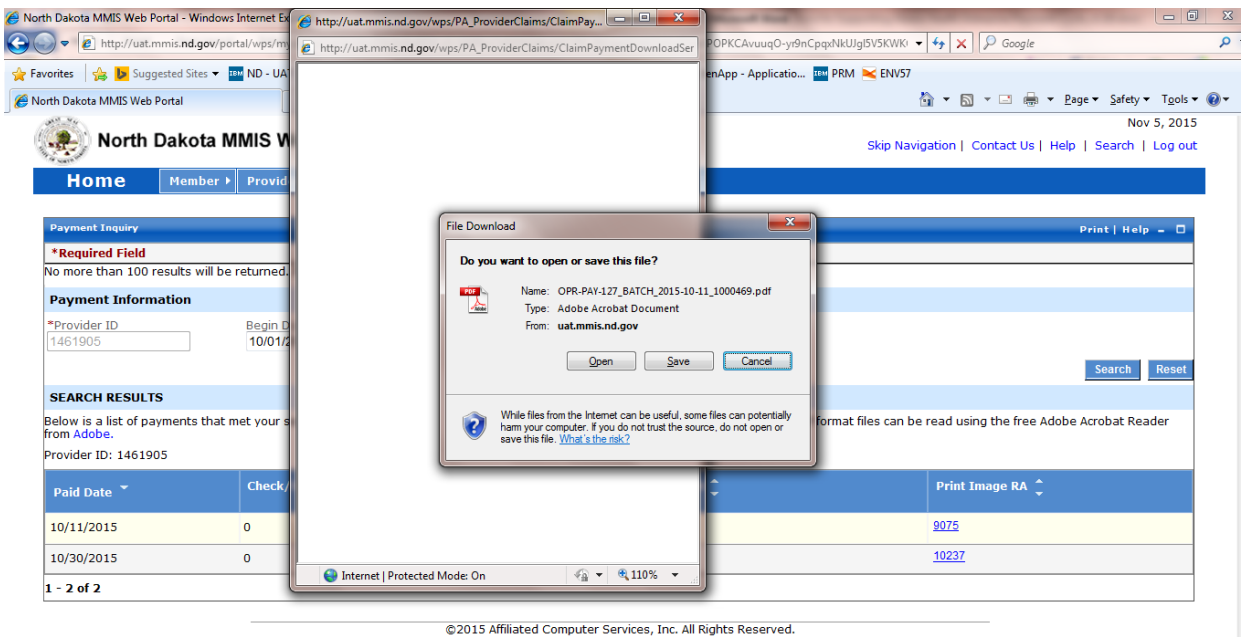 North Dakota MMIS Web Portal - Windows Internet Ex
http://uat.mmis.nd.gov/wps/PA_ProviderClaims/ClaimPay...
http://uat.mmis.nd.gov/portal/wps/my
http://uat.mmis.nd.gov/wps/PA_ProviderClaims/ClaimPaymentDownloadSer
Google
Favorites
Suggested Sites
ND - UA
enApp - Applicatio...
PRM
ENV57
North Dakota MMIS Web Portal
Page
Safety
Tools
Nov 5, 2015
North Dakota MMIS W
Skip Navigation | Contact Us | Help | Search | Log out
Home
Member
Provid
Payment Inquiry
Print | Help
*Required Field
No more than 100 results will be returned.
Payment Information
*Provider ID
Begin D
1461905
10/01/2
Search
Reset
SEARCH RESULTS
Below is a list of payments that met your s
format files can be read using the free Adobe Acrobat Reader
from Adobe.
Provider ID: 1461905
Paid Date
Check/
Print Image RA
10/11/2015
0
9075
10/30/2015
0
10237
1 - 2 of 2
File Download
Do you want to open or save this file?
PDF
Adobe
Name: OPR-PAY-127_BATCH_2015-10-11_1000469.pdf
Type: Adobe Acrobat Document
From: uat.mmis.nd.gov
Open
Save
Cancel
While files from the Internet can be useful, some files can potentially
harm your computer. If you do not trust the source, do not open or
save this file. What's the risk?
Internet | Protected Mode: On
110%
©2015 Affiliated Computer Services, Inc. All Rights Reserved.